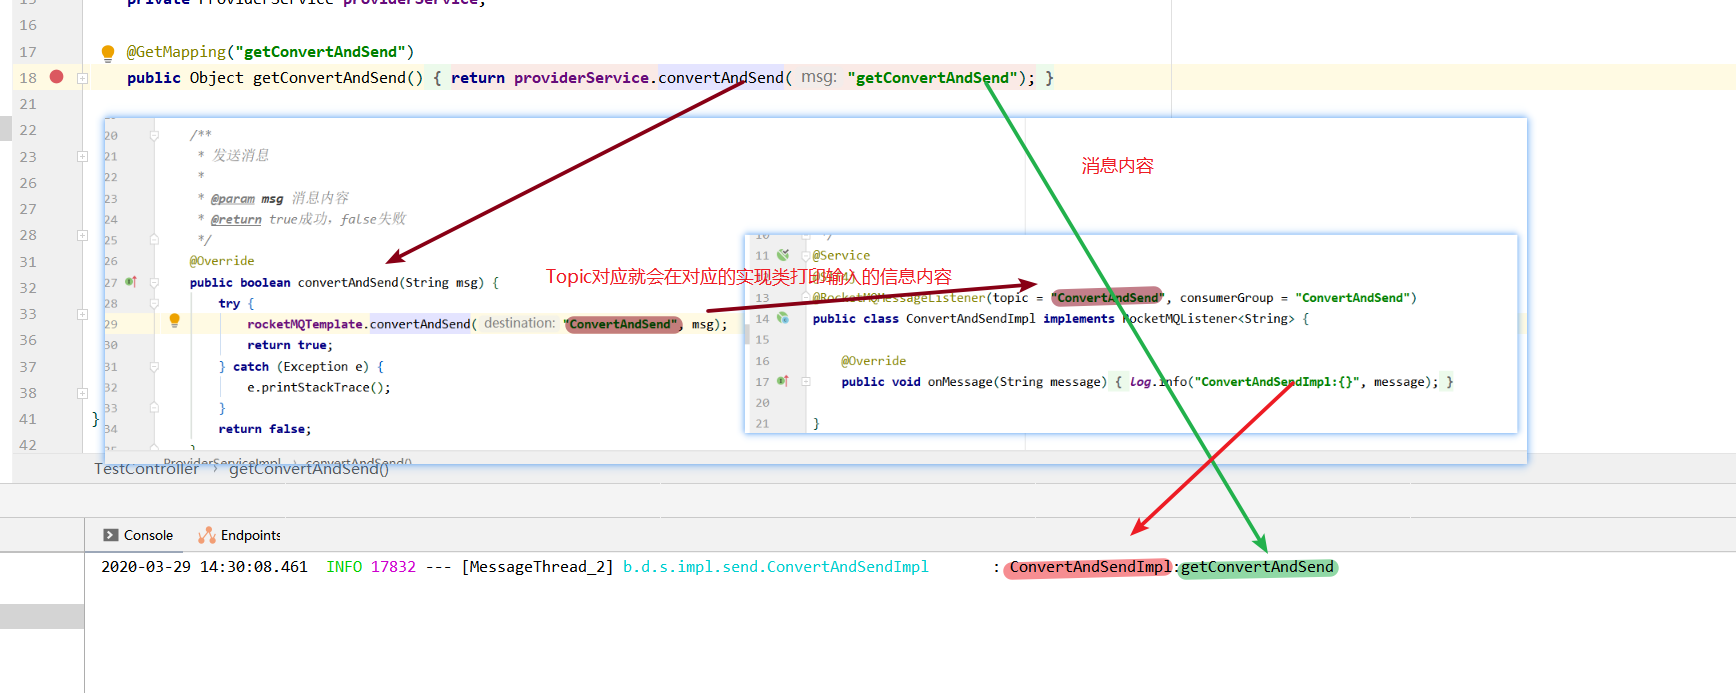 private ProviderService providerService;
16
17 @GetMapping("getConvertAndSend")
18 public Object getConvertAndSend() { return providerService.convertAndSend( msg: "getConvertAndSend"); }
21
22
23
26
27
28
31
32
33
36
37
38
41 }
42
20 /**
21 * 发送消息
22 *
23 * @param msg 消息内容
24 * @return true成功, false失败
25 */
26 @Override
27 public boolean convertAndSend(String msg) {
28 try {
29 rocketMQTemplate.convertAndSend( destination: "ConvertAndSend", msg);
30 return true;
31 } catch (Exception e) {
32 e.printStackTrace();
33 }
34 return false;
ProviderServiceImpl › convertAndSend()
消息内容
Topic对应就会在对应的实现类打印输入的信息内容
11 @Service
13 @RocketMQMessageListener(topic = "ConvertAndSend", consumerGroup = "ConvertAndSend")
14 public class ConvertAndSendImpl implements RocketMQListener<String> {
15
16 @Override
17 public void onMessage(String message) { log.info("ConvertAndSendImpl:{}", message); }
20
21 }
TestController › getConvertAndSend()
Console Endpoints
2020-03-29 14:30:08.461 INFO 17832 --- [MessageThread_2] b.d.s.impl.send.ConvertAndSendImpl : ConvertAndSendImpl:getConvertAndSend